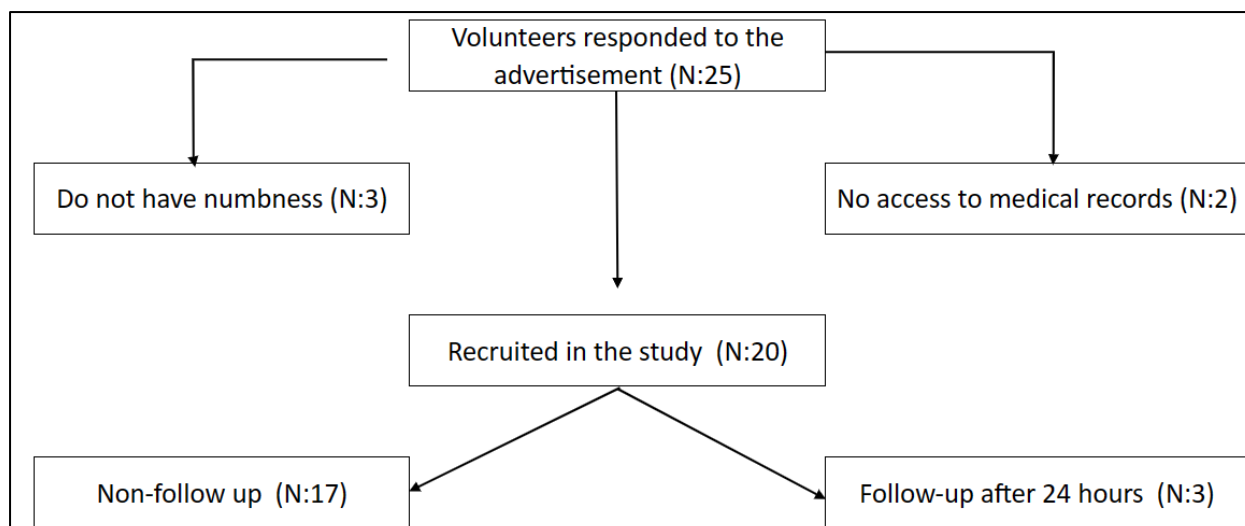 Volunteers responded to the
advertisement (N:25)
Do not have numbness (N:3)
No access to medical records (N:2)
Recruited in the study (N:20)
Non-follow up (N:17)
Follow-up after 24 hours (N:3)